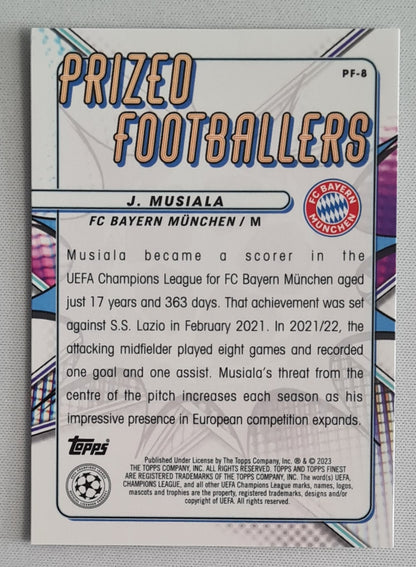 PF-8
PRIZED
FOOTBALLERS
J. MUSIALA
FC BAYERN MÜNCHEN / M
FC BAYERN
MÜNCHEN
Musiala became a scorer in the
UEFA Champions League for FC Bayern München aged
just 17 years and 363 days. That achievement was set
against S.S. Lazio in February 2021. In 2021/22, the
attacking midfielder played eight games and recorded
one goal and one assist. Musiala's threat from the
centre of the pitch increases each season as his
impressive presence in European competition expands.
Topps
Published Under License by The Topps Company, Inc. ® & © 2023
THE TOPPS COMPANY, INC. ALL RIGHTS RESERVED. TOPPS AND TOPPS FINEST
ARE REGISTERED TRADEMARKS OF THE TOPPS COMPANY, INC. The word(s) UEFA,
CHAMPIONS LEAGUE, and all other UEFA Champions League marks, names, logos,
mascots and trophies are the property, registered trademarks, designs and/or
copyright of UEFA. All rights reserved.